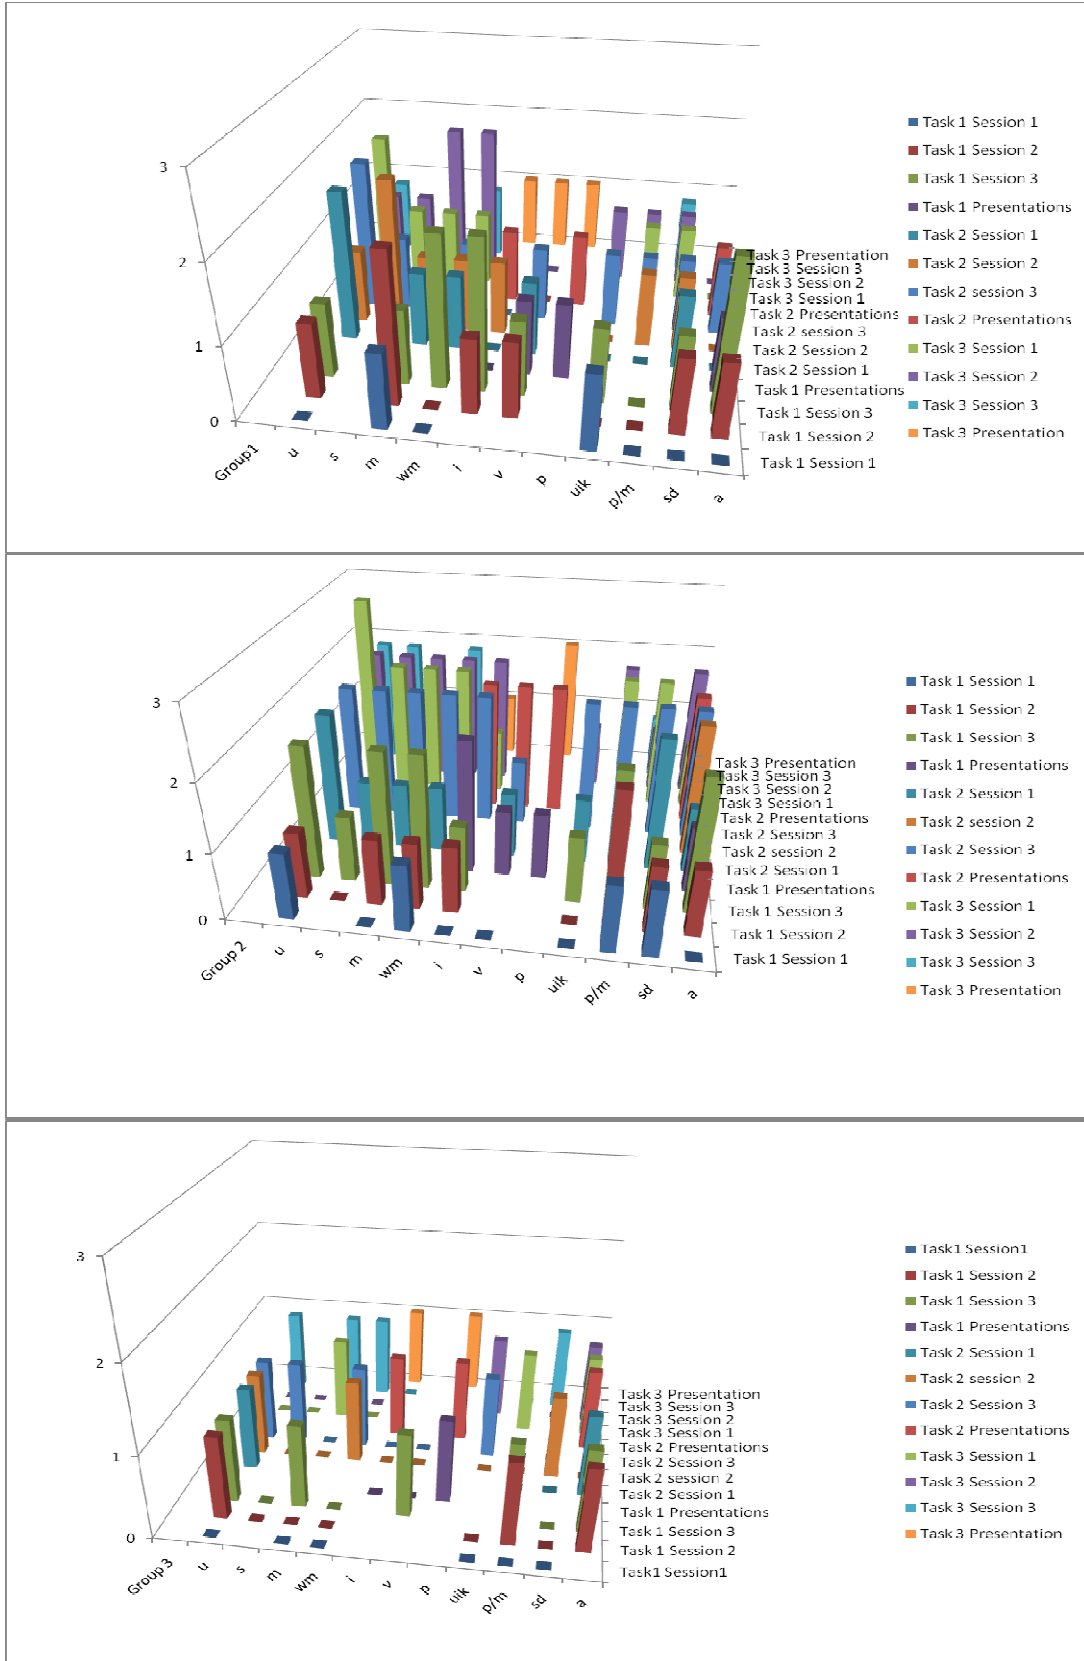 3
2
1
0
Group1
u
s
m
wm
i
v
p
uik
p/m
sd
a
Task 3 Presentation
Task 3 Session 3
Task 3 Session 2
Task 3 Session 1
Task 2 Presentations
Task 2 session 3
Task 2 Session 2
Task 2 Session 1
Task 1 Presentations
Task 1 Session 3
Task 1 Session 2
Task 1 Session 1
Task 1 Session 1
Task 1 Session 2
Task 1 Session 3
Task 1 Presentations
Task 2 Session 1
Task 2 Session 2
Task 2 session 3
Task 2 Presentations
Task 3 Session 1
Task 3 Session 2
Task 3 Session 3
Task 3 Presentation
3
2
1
0
Group 2
u
s
m
wm
i
v
p
uik
p/m
sd
a
Task 3 Presentation
Task 3 Session 3
Task 3 Session 2
Task 3 Session 1
Task 2 Presentations
Task 2 Session 3
Task 2 session 2
Task 2 Session 1
Task 1 Presentations
Task 1 Session 3
Task 1 Session 2
Task 1 Session 1
Task 1 Session 1
Task 1 Session 2
Task 1 Session 3
Task 1 Presentations
Task 2 Session 1
Task 2 session 2
Task 2 Session 3
Task 2 Presentations
Task 3 Session 1
Task 3 Session 2
Task 3 Session 3
Task 3 Presentation
3
2
1
0
Group 3
u
s
m
wm
i
v
p
uik
p/m
sd
a
Task 3 Presentation
Task 3 Session 3
Task 3 Session 2
Task 3 Session 1
Task 2 Presentations
Task 2 Session 3
Task 2 session 2
Task 2 Session 1
Task 1 Presentations
Task 1 Session 3
Task 1 Session 2
Task1 Session1
Task1 Session1
Task 1 Session 2
Task 1 Session 3
Task 1 Presentations
Task 2 Session 1
Task 2 session 2
Task 2 Session 3
Task 2 Presentations
Task 3 Session 1
Task 3 Session 2
Task 3 Session 3
Task 3 Presentation